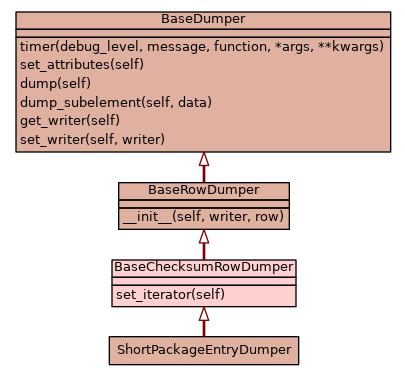 BaseDumper
timer(debug_level, message, function, *args, **kwargs)
set_attributes(self)
dump(self)
dump_subelement(self, data)
get_writer(self)
set_writer(self, writer)
BaseRowDumper
__init__(self, writer, row)
BaseChecksumRowDumper
set_iterator(self)
ShortPackageEntryDumper